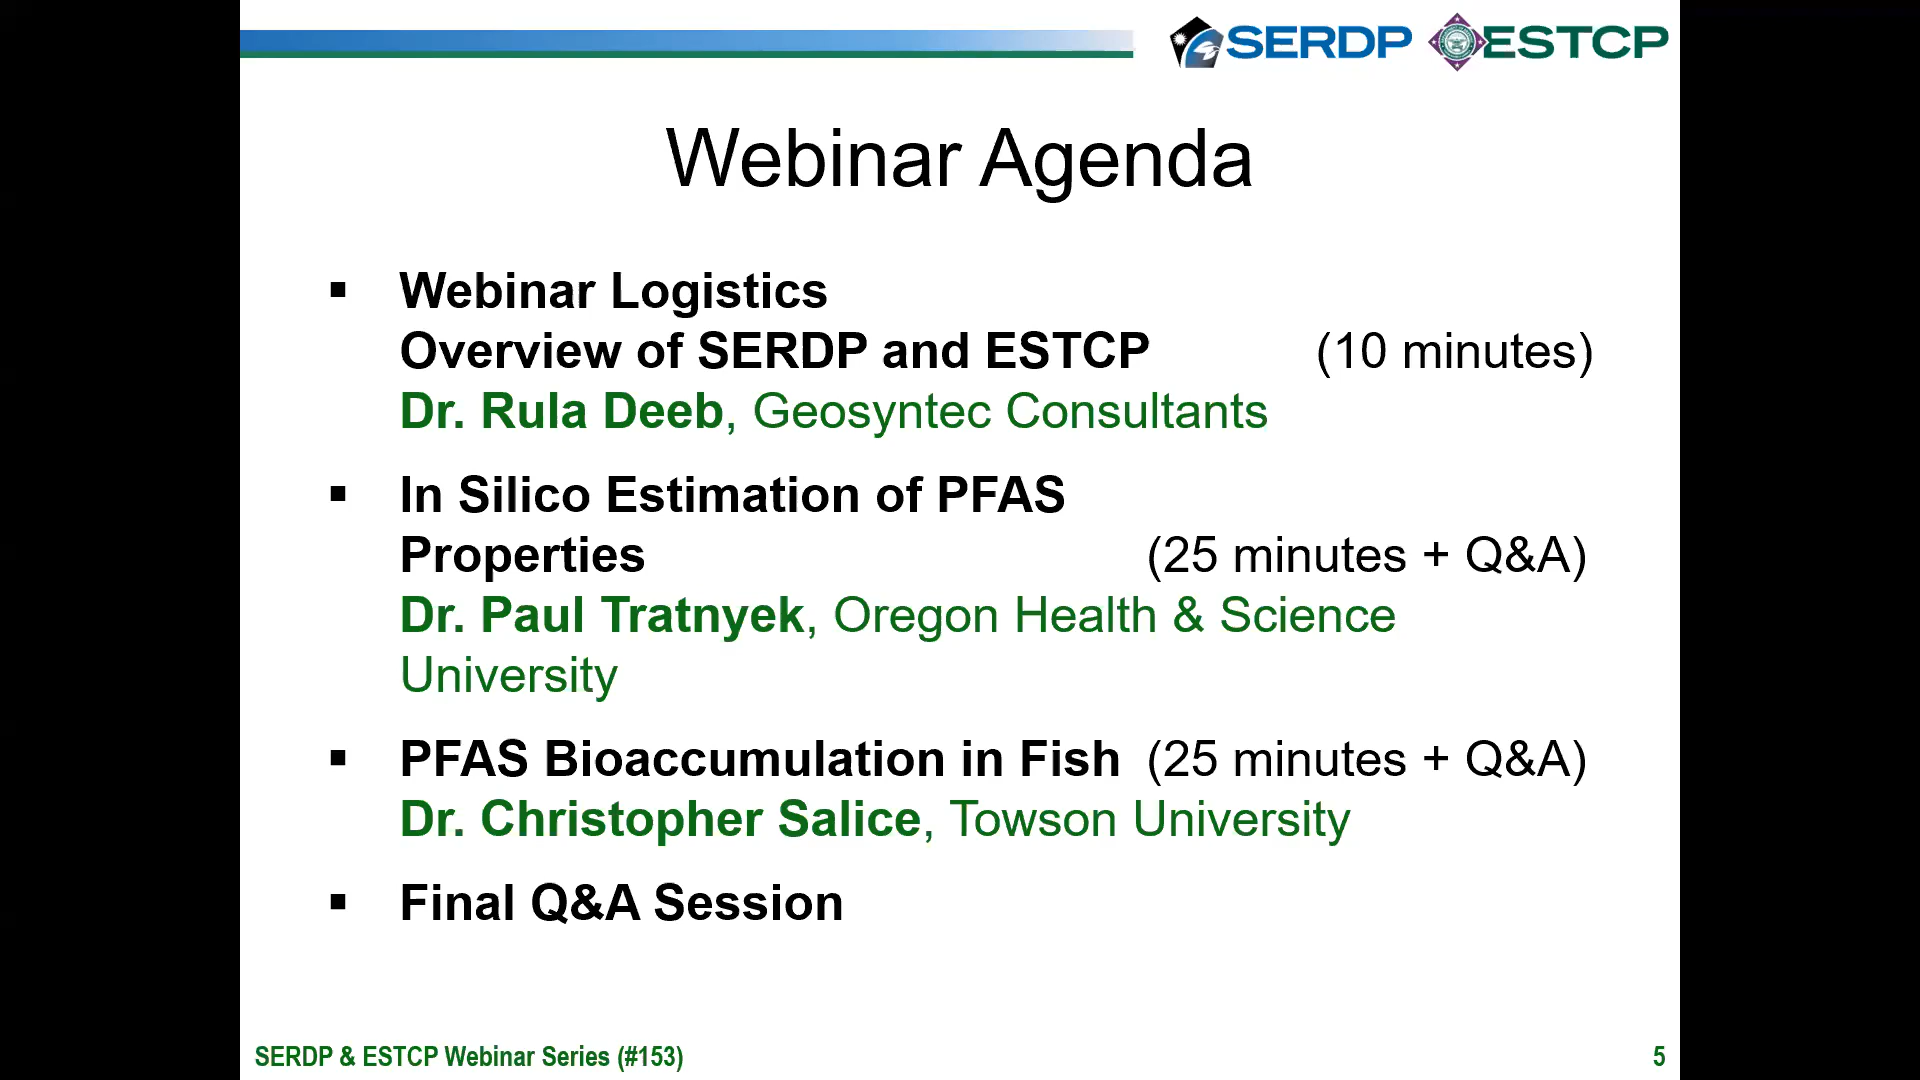 SERDP ESTCP
Webinar Agenda
▪ Webinar Logistics
Overview of SERDP and ESTCP (10 minutes)
Dr. Rula Deeb, Geosyntec Consultants
▪ In Silico Estimation of PFAS
Properties (25 minutes + Q&A)
Dr. Paul Tratnyek, Oregon Health & Science
University
▪ PFAS Bioaccumulation in Fish (25 minutes + Q&A)
Dr. Christopher Salice, Towson University
▪ Final Q&A Session
SERDP & ESTCP Webinar Series (#153) 5